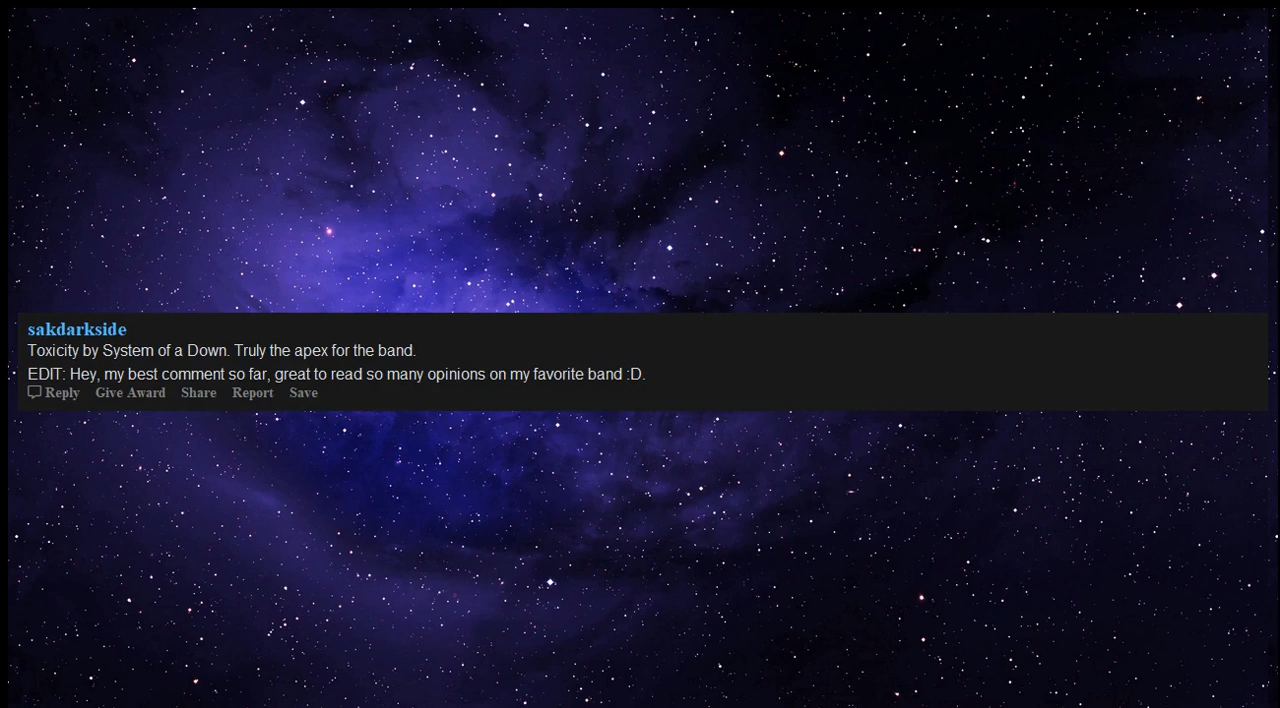 sakdarkside
Toxicity by System of a Down. Truly the apex for the band.
EDIT: Hey, my best comment so far, great to read so many opinions on my favorite band :D.
Reply Give Award Share Report Save